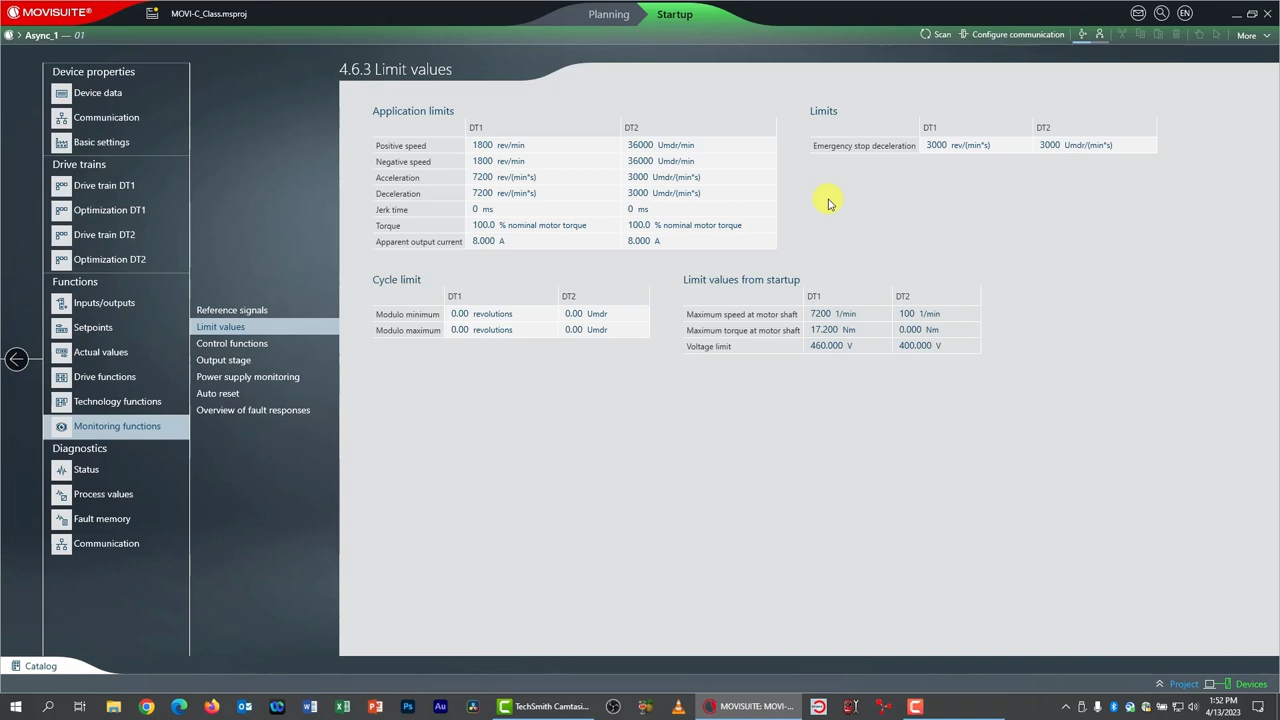 MOVISUITE®
MOVI-C_Class.msproj
Planning
Startup
EN
Async_1 — 01
Scan
Configure communication
More
Device properties
Device data
Communication
Basic settings
Drive trains
Drive train DT1
Optimization DT1
Drive train DT2
Optimization DT2
Functions
Inputs/outputs
Setpoints
Actual values
Drive functions
Technology functions
Monitoring functions
Diagnostics
Status
Process values
Fault memory
Communication
Reference signals
Limit values
Control functions
Output stage
Power supply monitoring
Auto reset
Overview of fault responses
4.6.3 Limit values
Application limits
DT1 DT2
Positive speed 1800 rev/min 36000 Umdr/min
Negative speed 1800 rev/min 36000 Umdr/min
Acceleration 7200 rev/(min*s) 3000 Umdr/(min*s)
Deceleration 7200 rev/(min*s) 3000 Umdr/(min*s)
Jerk time 0 ms 0 ms
Torque 100.0 % nominal motor torque 100.0 % nominal motor torque
Apparent output current 8.000 A 8.000 A
Limits
DT1 DT2
Emergency stop deceleration 3000 rev/(min*s) 3000 Umdr/(min*s)
Cycle limit
DT1 DT2
Modulo minimum 0.00 revolutions 0.00 Umdr
Modulo maximum 0.00 revolutions 0.00 Umdr
Limit values from startup
DT1 DT2
Maximum speed at motor shaft 7200 1/min 100 1/min
Maximum torque at motor shaft 17.200 Nm 0.000 Nm
Voltage limit 460.000 V 400.000 V
Catalog
Project
Devices
TechSmith Camtasi...
MOVISUITE: MOVI-...
1:52 PM
4/13/2023